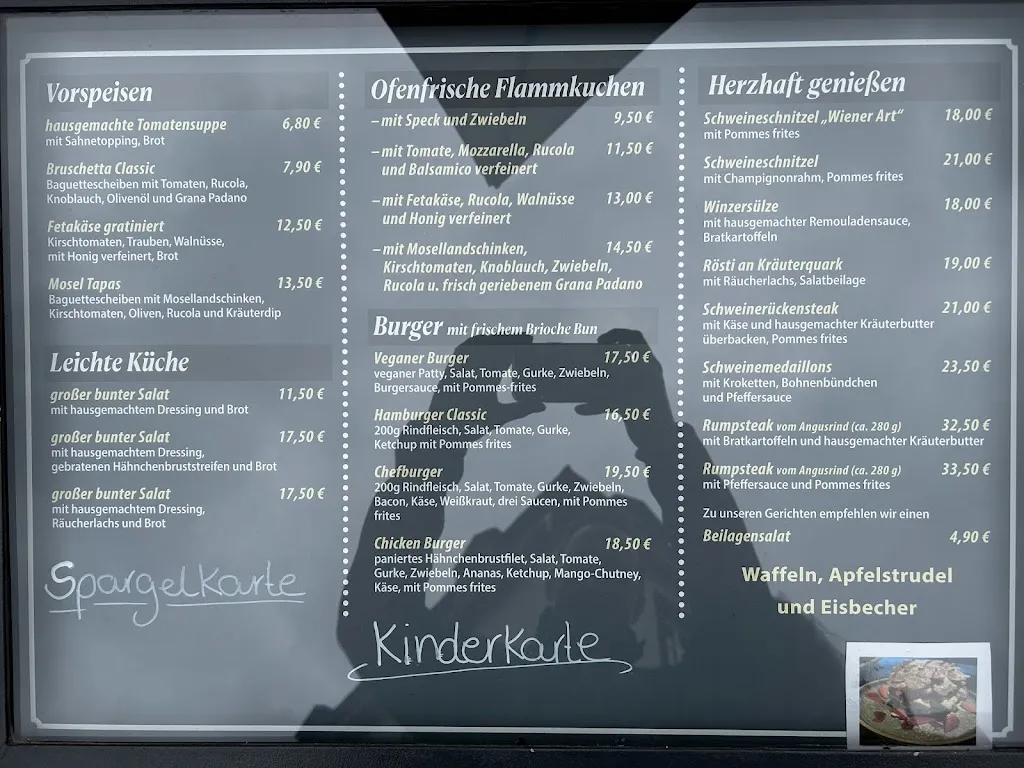 Vorspeisen
hausgemachte Tomatensuppe 6,80 €
mit Sahnetopping, Brot
Bruschetta Classic 7,90 €
Baguettescheiben mit Tomaten, Rucola,
Knoblauch, Olivenöl und Grana Padano
Fetakäse gratiniert 12,50 €
Kirschtomaten, Trauben, Walnüsse,
mit Honig verfeinert, Brot
Mosel Tapas 13,50 €
Baguettescheiben mit Mosellandschinken,
Kirschtomaten, Oliven, Rucola und Kräuterdip
Leichte Küche
großer bunter Salat 11,50 €
mit hausgemachtem Dressing und Brot
großer bunter Salat 17,50 €
mit hausgemachtem Dressing,
gebratenen Hähnchenbruststreifen und Brot
großer bunter Salat 17,50 €
mit hausgemachtem Dressing,
Räucherlachs und Brot
Spargelkarte
Ofenfrische Flammkuchen
– mit Speck und Zwiebeln 9,50 €
– mit Tomate, Mozzarella, Rucola 11,50 €
und Balsamico verfeinert
– mit Fetakäse, Rucola, Walnüsse 13,00 €
und Honig verfeinert
– mit Mosellandschinken, 14,50 €
Kirschtomaten, Knoblauch, Zwiebeln,
Rucola u. frisch geriebenem Grana Padano
Burger mit frischem Brioche Bun
Veganer Burger 17,50 €
veganer Patty, Salat, Tomate, Gurke, Zwiebeln,
Burgersauce, mit Pommes-frites
Hamburger Classic 16,50 €
200g Rindfleisch, Salat, Tomate, Gurke,
Ketchup mit Pommes frites
Chefburger 19,50 €
200g Rindfleisch, Salat, Tomate, Gurke, Zwiebeln,
Bacon, Käse, Weißkraut, drei Saucen, mit Pommes
frites
Chicken Burger 18,50 €
paniertes Hähnchenbrustfilet, Salat, Tomate,
Gurke, Zwiebeln, Ananas, Ketchup, Mango-Chutney,
Käse, mit Pommes frites
Kinderkarte
Herzhaft genießen
Schweineschnitzel „Wiener Art“ 18,00 €
mit Pommes frites
Schweineschnitzel 21,00 €
mit Champignonrahm, Pommes frites
Winzersülze 18,00 €
mit hausgemachter Remouladensauce,
Bratkartoffeln
Rösti an Kräuterquark 19,00 €
mit Räucherlachs, Salatbeilage
Schweinerückensteak 21,00 €
mit Käse und hausgemachter Kräuterbutter
überbacken, Pommes frites
Schweinemedaillons 23,50 €
mit Kroketten, Bohnenbündchen
und Pfeffersauce
Rumpsteak vom Angusrind (ca. 280 g) 32,50 €
mit Bratkartoffeln und hausgemachter Kräuterbutter
Rumpsteak vom Angusrind (ca. 280 g) 33,50 €
mit Pfeffersauce und Pommes frites
Zu unseren Gerichten empfehlen wir einen
Beilagensalat 4,90 €
Waffeln, Apfelstrudel
und Eisbecher